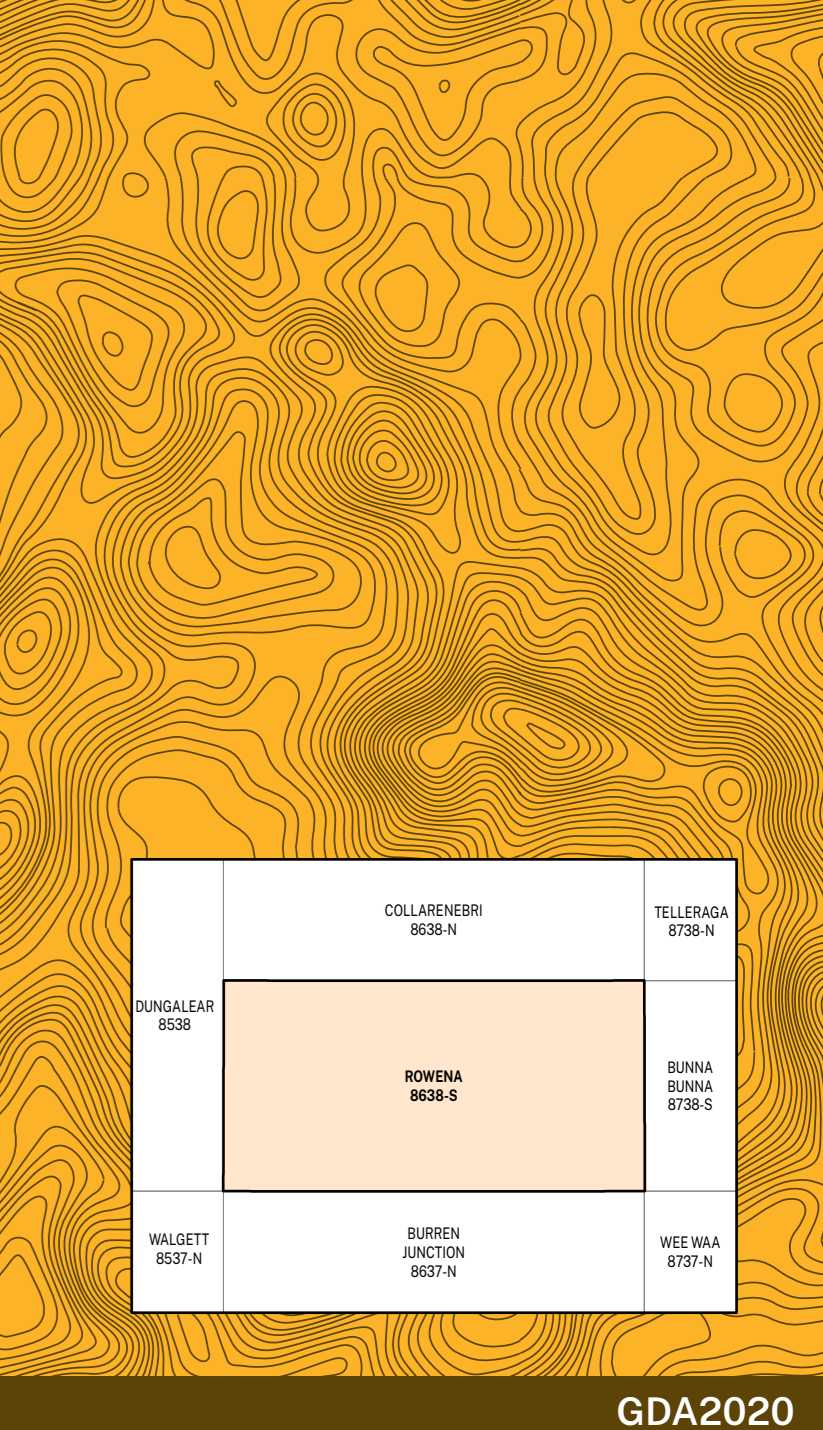 COLLARENEBRI
8638-N
TELLERAGA
8738-N
DUNGALEAR
8538
ROWENA
8638-S
BUNNA
BUNNA
8738-S
WALGETT
8537-N
BURREN
JUNCTION
8637-N
WEE WAA
8737-N
GDA2020